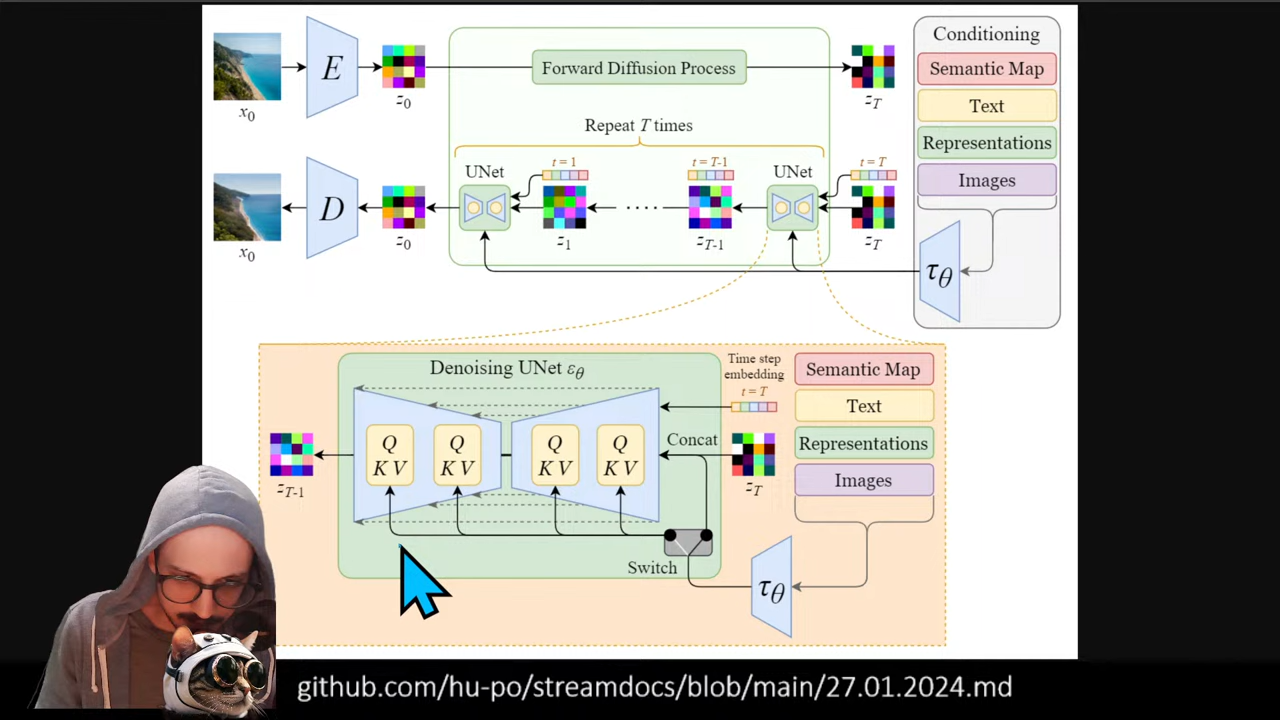 Conditioning
E
Forward Diffusion Process
Semantic Map
x0
z0
zT
Text
Repeat T times
Representations
UNet
t = 1
t = T-1
UNet
t = T
Images
D
x0
z0
z1
zT-1
zT
τθ
Denoising UNet εθ
Time step
embedding
t = T
Semantic Map
Text
Q
K V
Q
K V
Q
K V
Q
K V
Concat
Representations
zT-1
zT
Images
Switch
τθ
github.com/hu-po/streamdocs/blob/main/27.01.2024.md